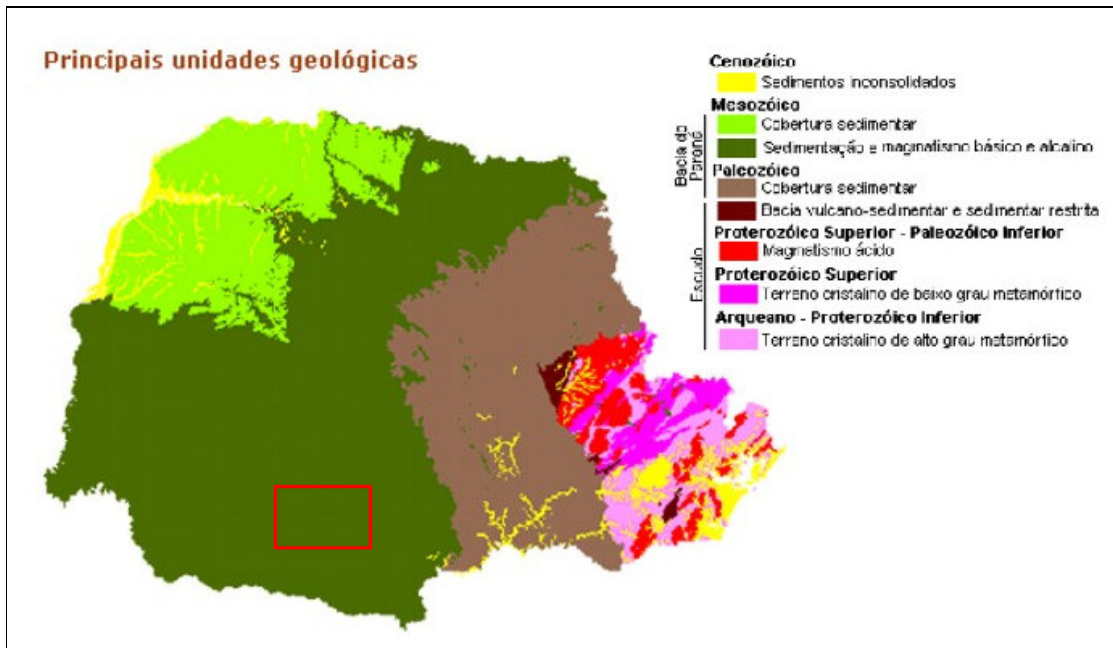 Principais unidades geológicas
Cenozóico
Sedimentos inconsolidados
Mesozóico
Cobertura sedimentar
Sedimentação e magmatismo básico e alcalino
Bacia do Paraná
Paleozóico
Cobertura sedimentar
Bacia vulcano-sedimentar e sedimentar restrita
Escudo
Proterozóico Superior - Paleozóico Inferior
Magmatismo ácido
Proterozóico Superior
Terreno cristalino de baixo grau metamórtico
Arqueano - Proterozóico Inferior
Terreno cristalino de alto grau metamórtico